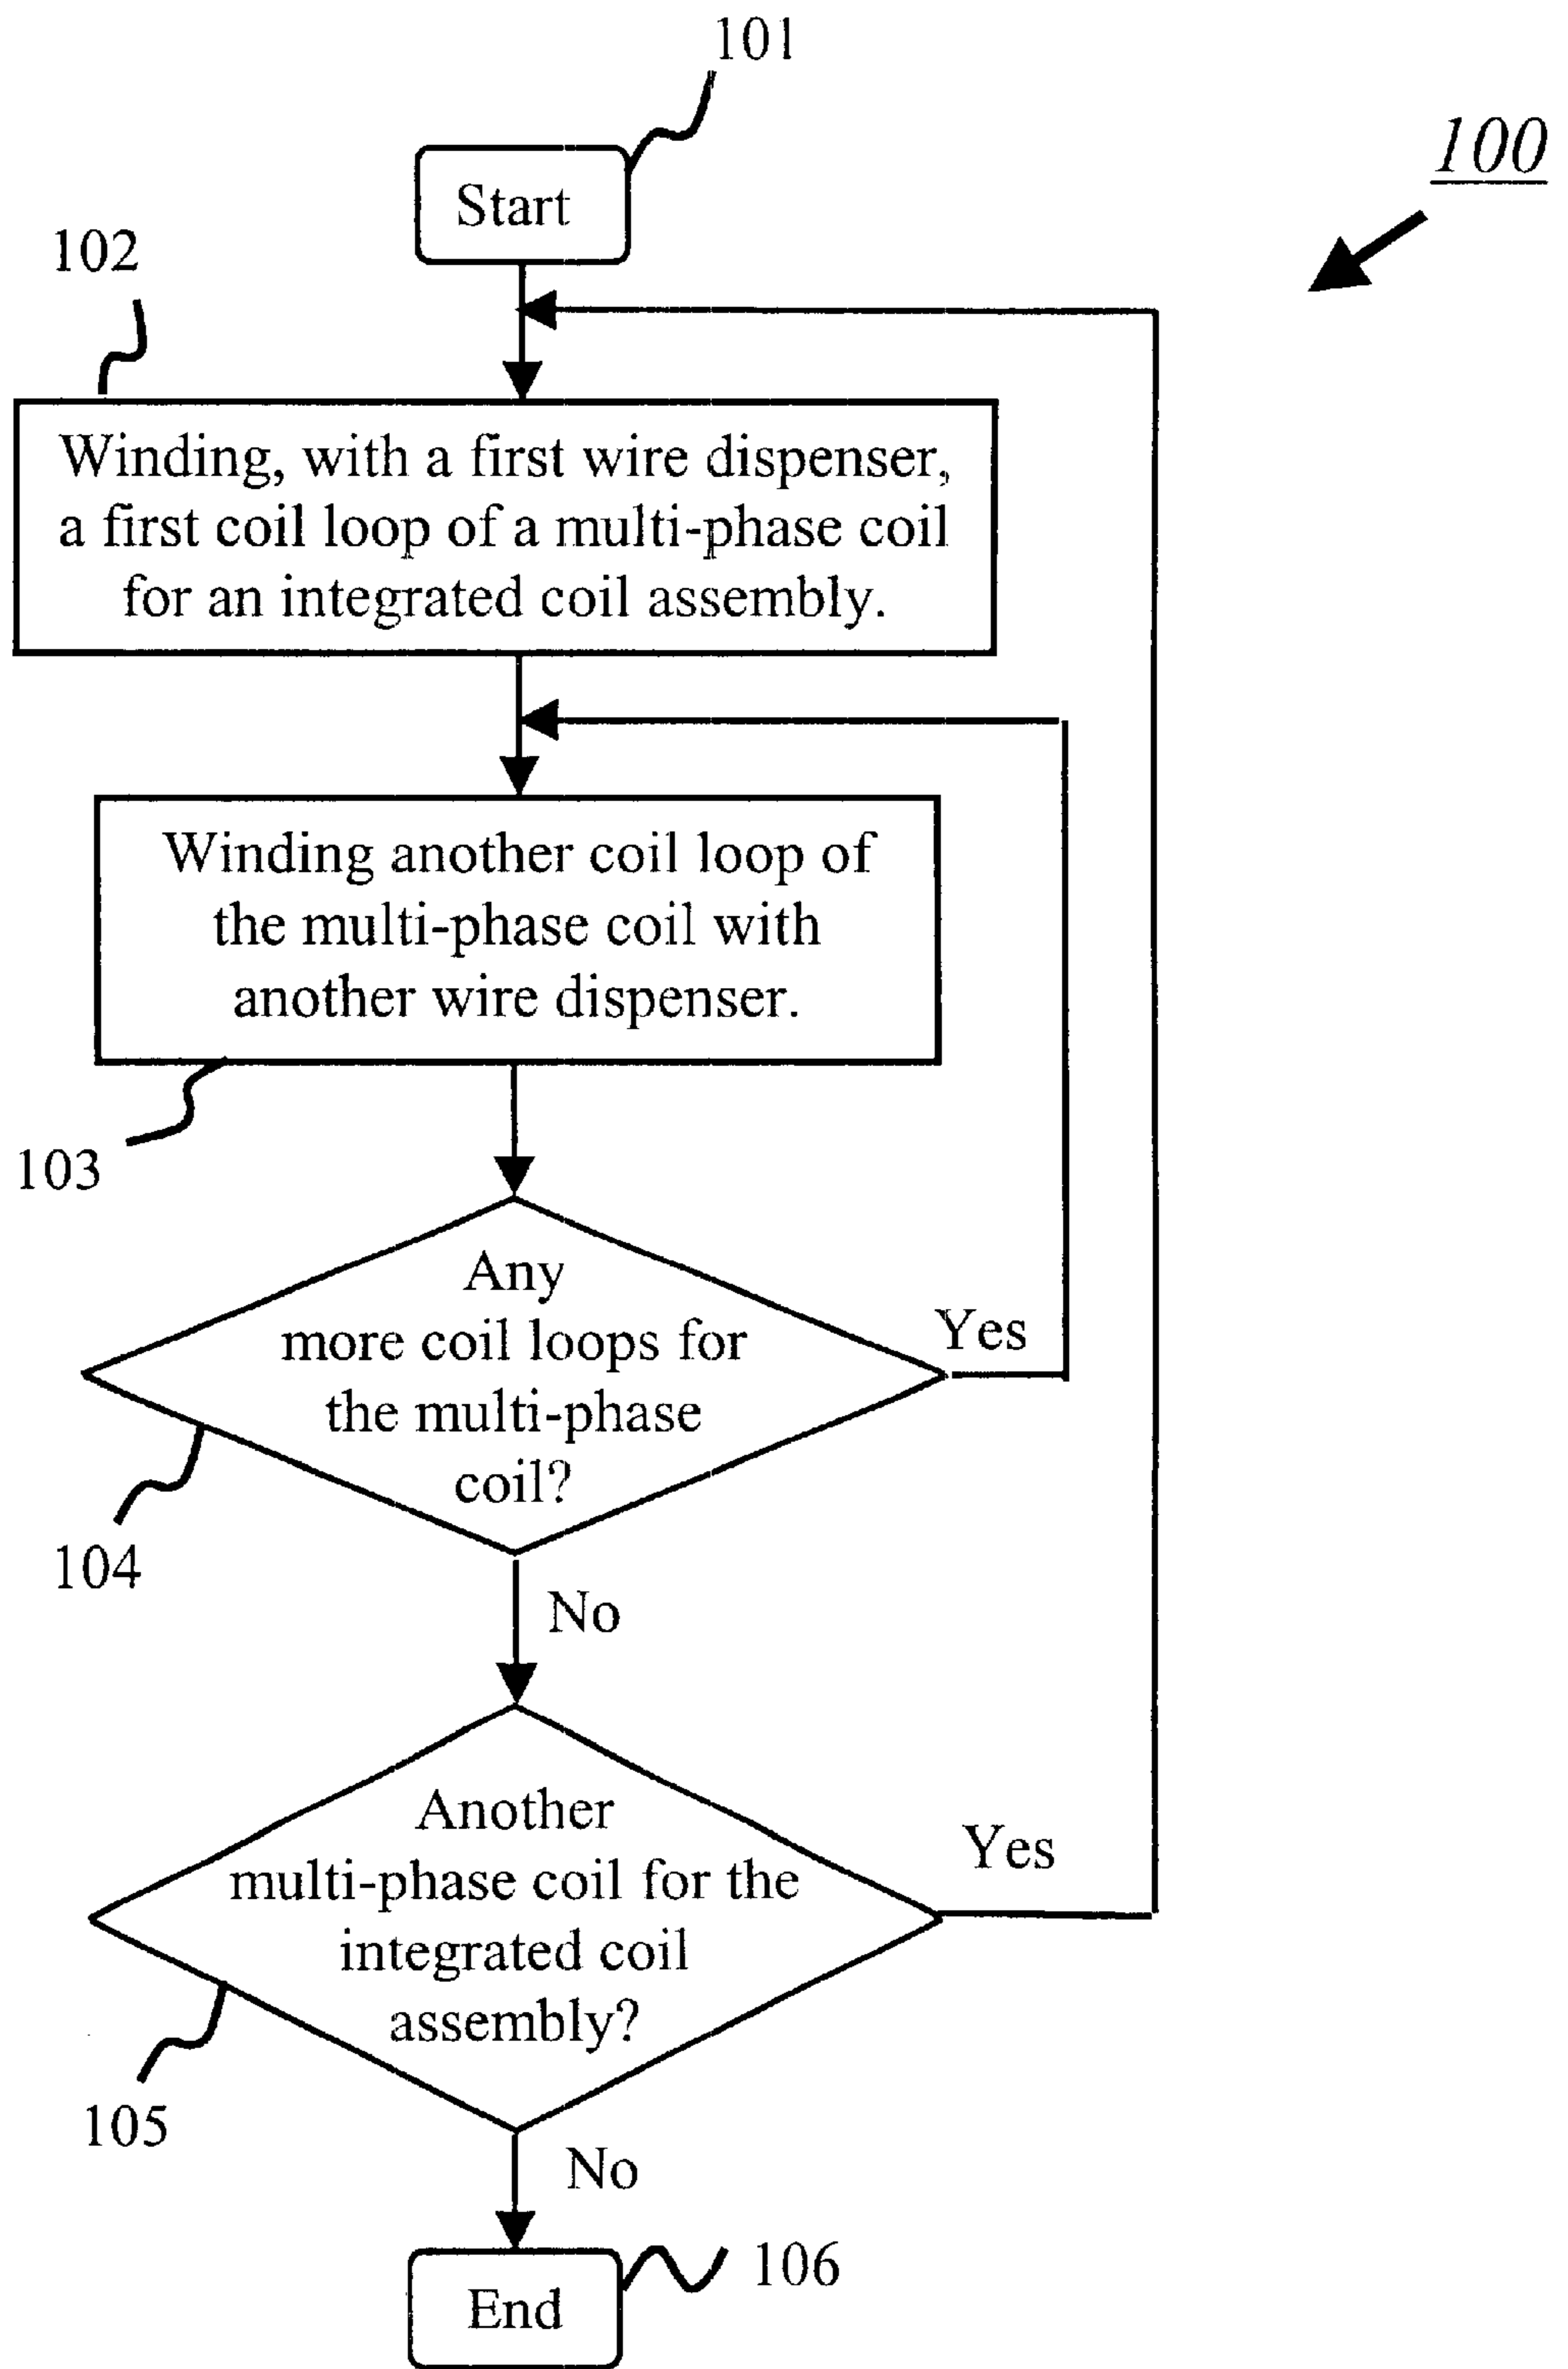 101
100
Start
102
Winding, with a first wire dispenser,
a first coil loop of a multi-phase coil
for an integrated coil assembly.
Winding another coil loop of
the multi-phase coil with
another wire dispenser.
103
Any
more coil loops for
the multi-phase
coil?
Yes
104
No
Another
multi-phase coil for the
integrated coil
assembly?
Yes
105
No
End
106